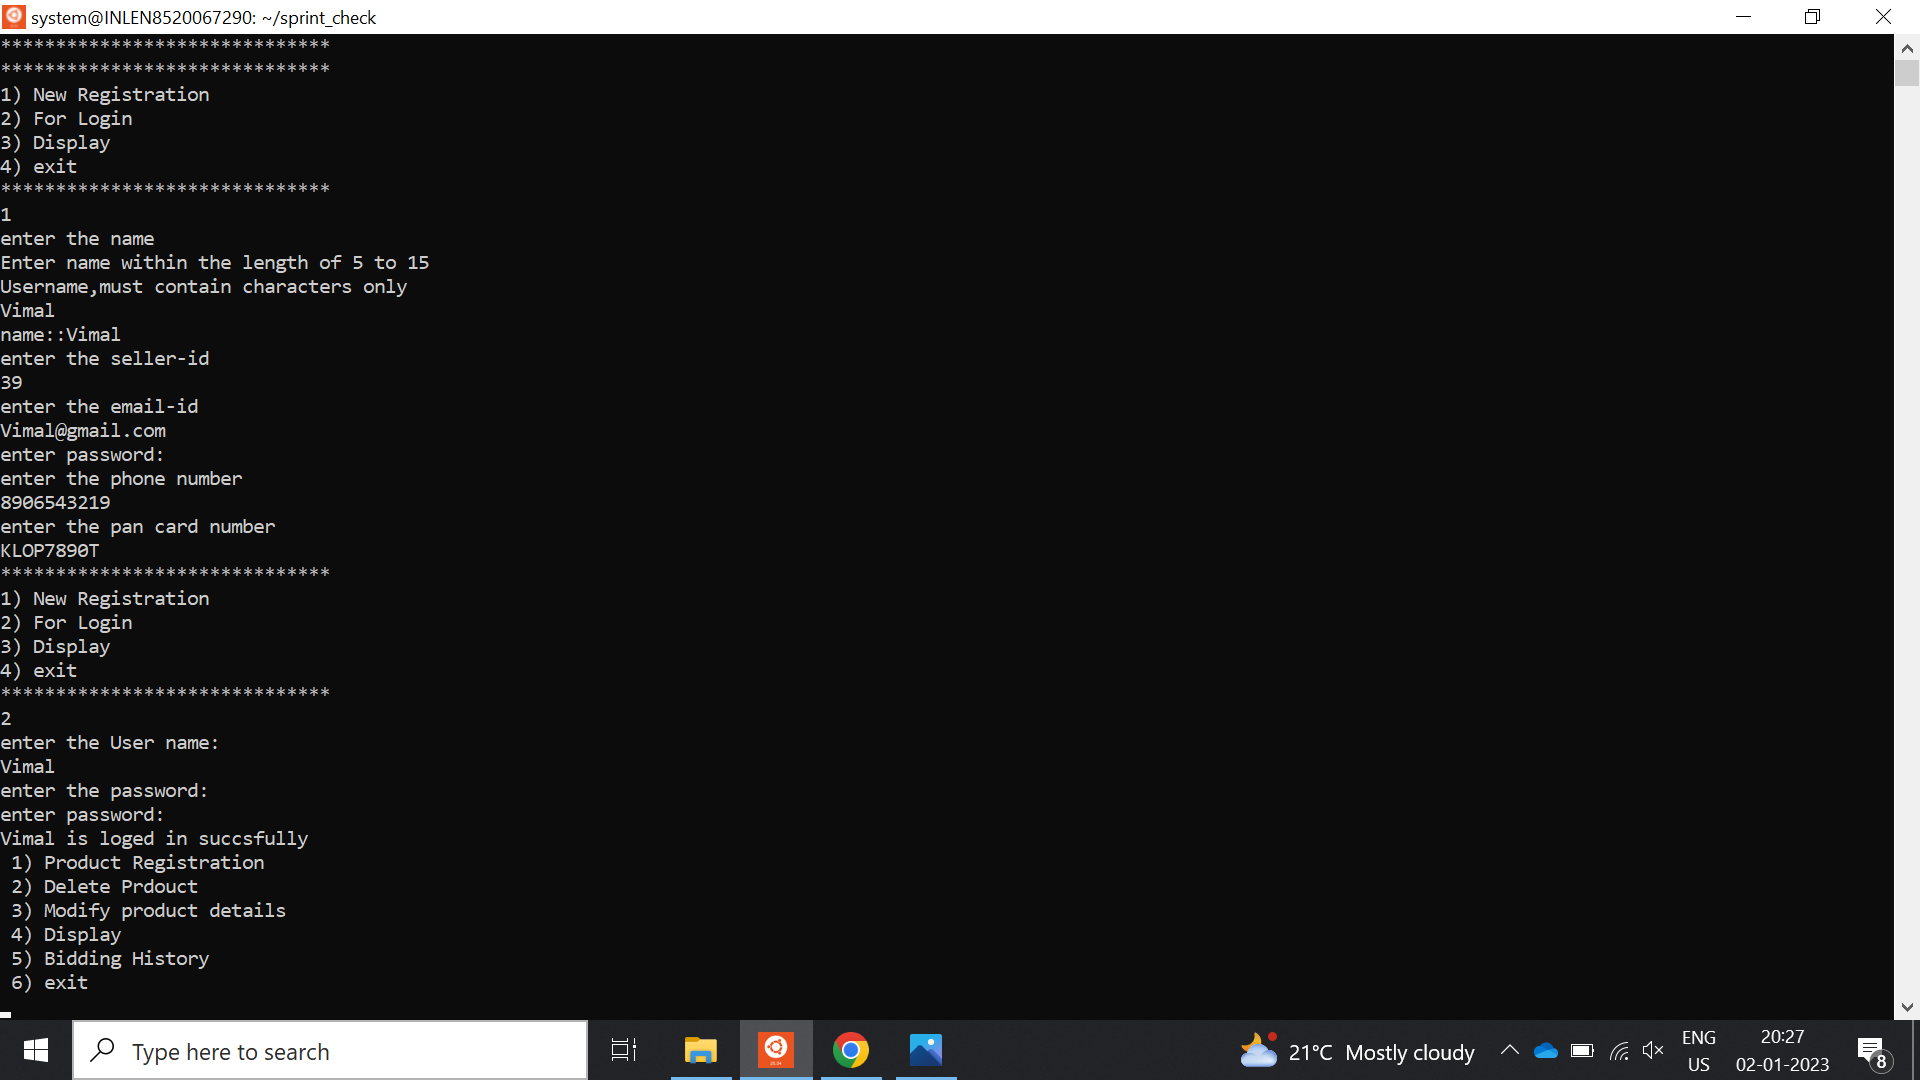 system@INLEN8520067290: ~/sprint_check
******************************
******************************
1) New Registration
2) For Login
3) Display
4) exit
******************************
1
enter the name
Enter name within the length of 5 to 15
Username,must contain characters only
Vimal
name::Vimal
enter the seller-id
39
enter the email-id
Vimal@gmail.com
enter password:
enter the phone number
8906543219
enter the pan card number
KLOP7890T
******************************
1) New Registration
2) For Login
3) Display
4) exit
******************************
2
enter the User name:
Vimal
enter the password:
enter password:
Vimal is loged in succsfully
1) Product Registration
2) Delete Prdouct
3) Modify product details
4) Display
5) Bidding History
6) exit
Type here to search
21°C Mostly cloudy
ENG
US
20:27
02-01-2023
8